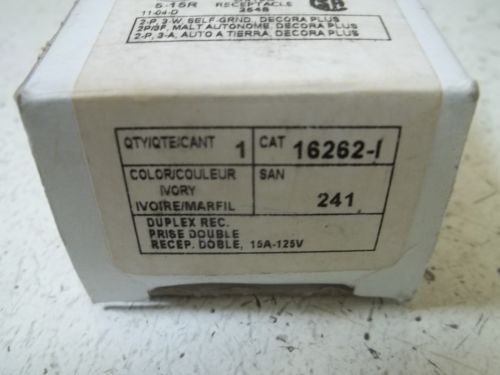 5-15R
RECEPTACLE
11-04-D
2-P, 3-W, SELF GRND, DECORA PLUS
2P/3F, MALT AUTONOME, DECORA PLUS
2-P, 3-A, AUTO A TIERRA, DECORA PLUS
QTY/QTE/CANT 1 CAT 16262-I
COLOR/COULEUR SAN
IVORY
IVOIRE/MARFIL 241
DUPLEX REC.
PRISE DOUBLE
RECEP. DOBLE, 15A-125V